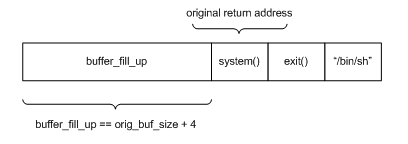 original return address
buffer_fill_up system() exit() “/bin/sh”
buffer_fill_up == orig_buf_size + 4